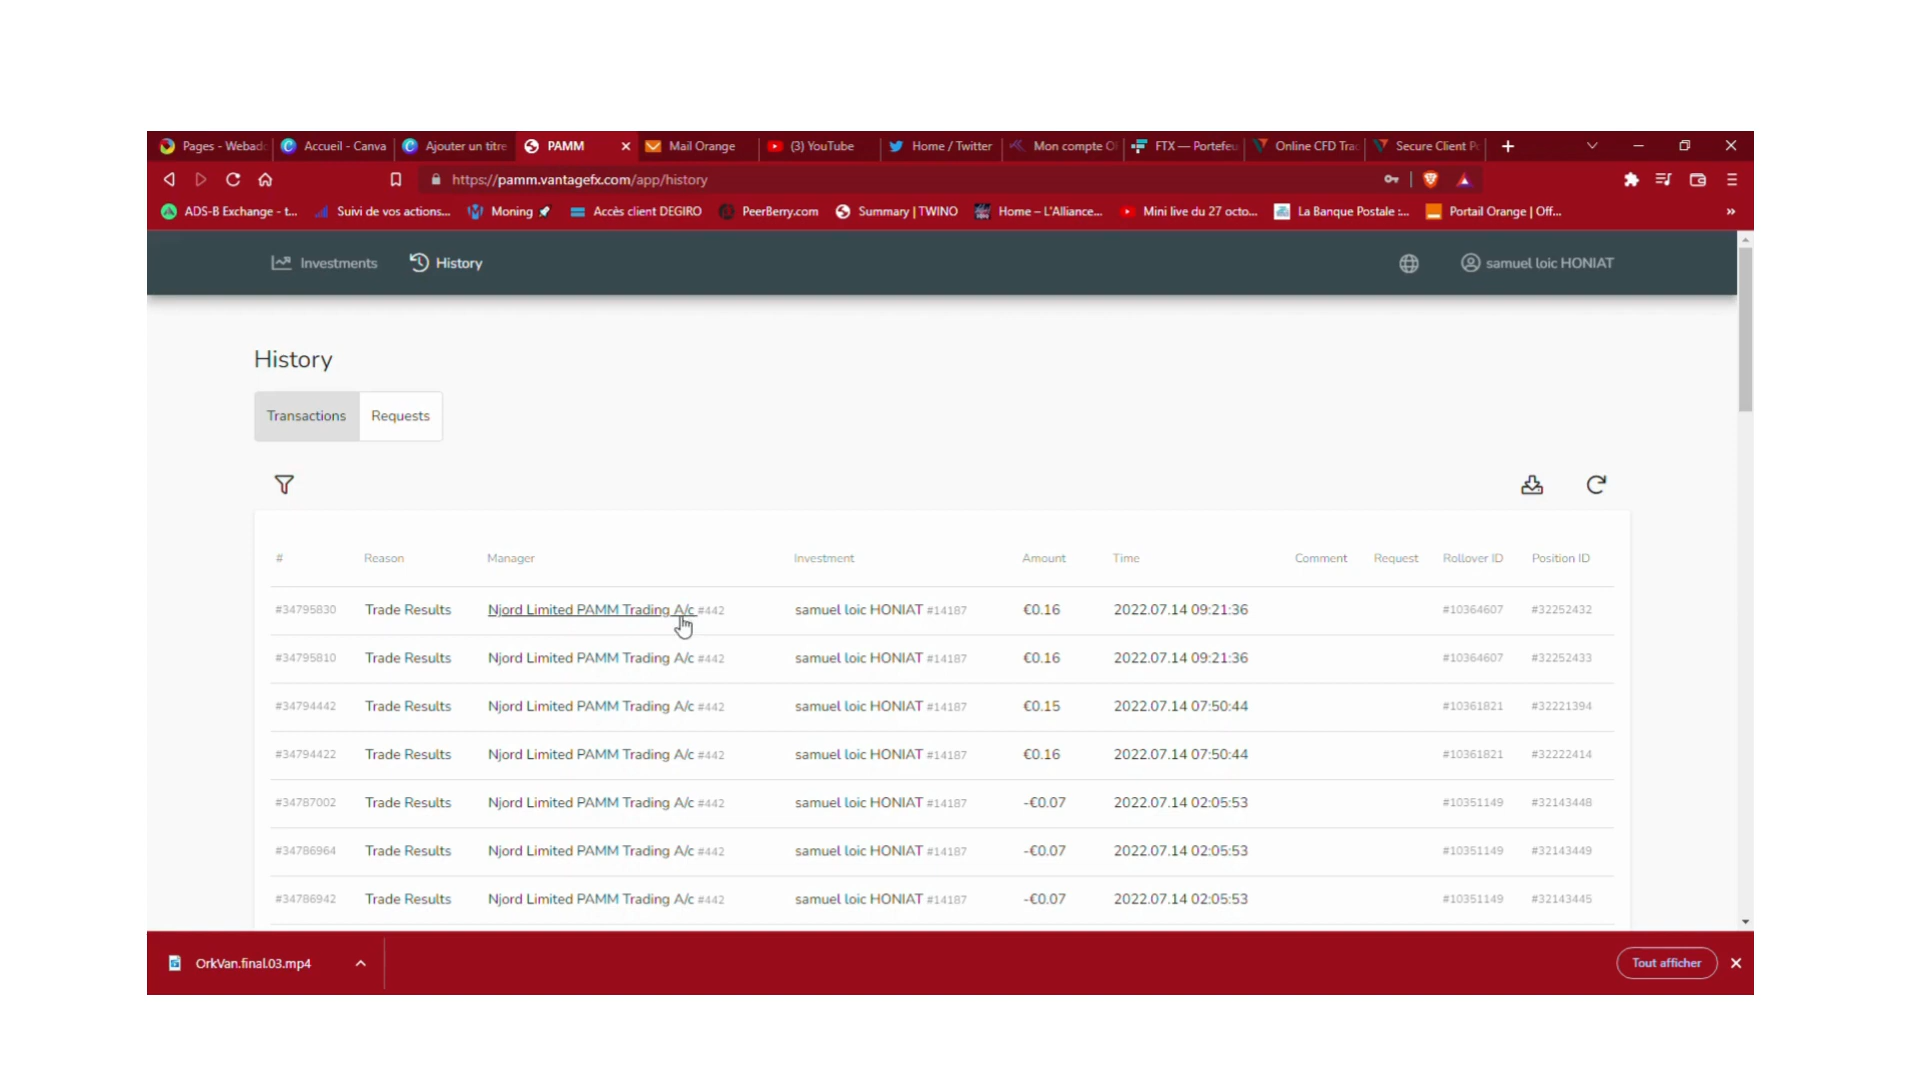 Pages - Webad
Accueil - Canva
Ajouter un titre
PAMM
Mail Orange
(3) YouTube
Home / Twitter
Mon compte O
FTX — Portefeu
Online CFD Tra
Secure Client P
https://pamm.vantagefx.com/app/history
ADS-B Exchange - t...
Suivi de vos actions...
Moning
Accès client DEGIRO
PeerBerry.com
Summary | TWINO
Home – L'Alliance...
Mini live du 27 octo...
La Banque Postale :...
Portail Orange | Off...
Investments
History
samuel loic HONIAT
History
Transactions
Requests
# Reason Manager Investment Amount Time Comment Request Rollover ID Position ID
#34795830 Trade Results Njord Limited PAMM Trading A/c #442 samuel loic HONIAT #14187 €0.16 2022.07.14 09:21:36 #10364607 #32252432
#34795810 Trade Results Njord Limited PAMM Trading A/c #442 samuel loic HONIAT #14187 €0.16 2022.07.14 09:21:36 #10364607 #32252433
#34794442 Trade Results Njord Limited PAMM Trading A/c #442 samuel loic HONIAT #14187 €0.15 2022.07.14 07:50:44 #10361821 #32221394
#34794422 Trade Results Njord Limited PAMM Trading A/c #442 samuel loic HONIAT #14187 €0.16 2022.07.14 07:50:44 #10361821 #32222414
#34787002 Trade Results Njord Limited PAMM Trading A/c #442 samuel loic HONIAT #14187 -€0.07 2022.07.14 02:05:53 #10351149 #32143448
#34786964 Trade Results Njord Limited PAMM Trading A/c #442 samuel loic HONIAT #14187 -€0.07 2022.07.14 02:05:53 #10351149 #32143449
#34786942 Trade Results Njord Limited PAMM Trading A/c #442 samuel loic HONIAT #14187 -€0.07 2022.07.14 02:05:53 #10351149 #32143445
OrkVan.final.03.mp4
Tout afficher